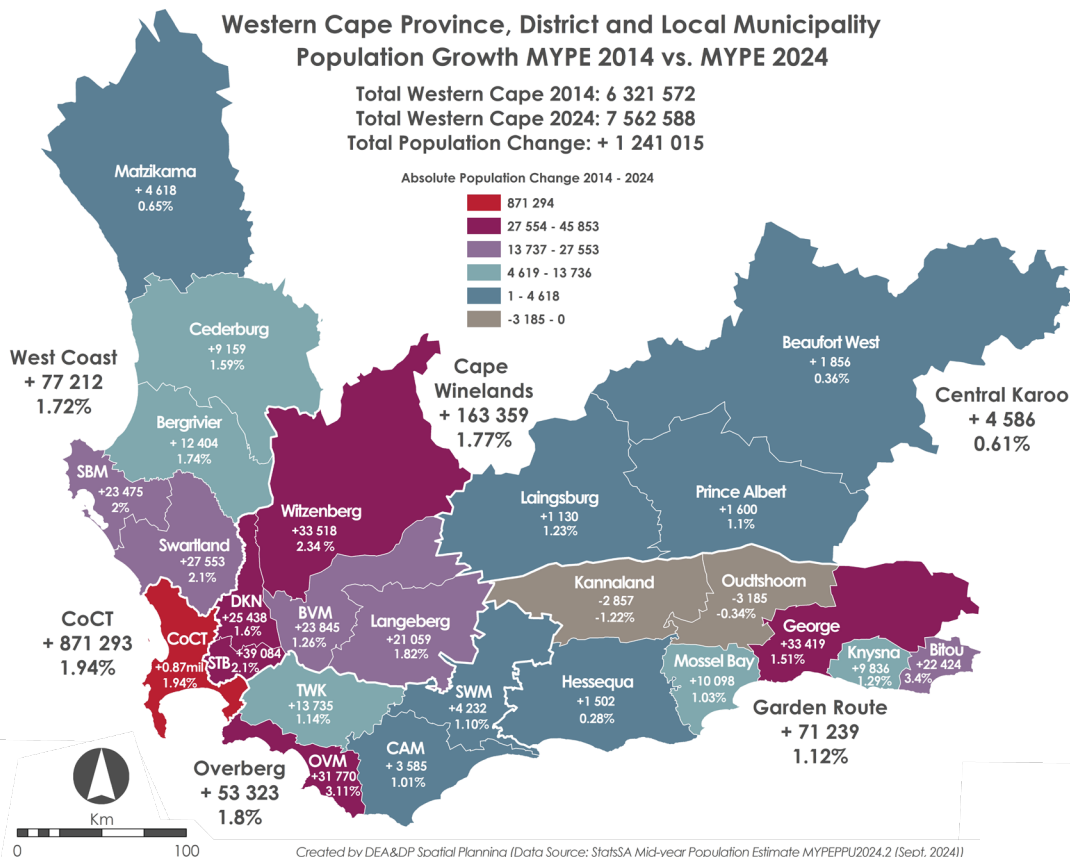 Western Cape Province, District and Local Municipality
Population Growth MYPE 2014 vs. MYPE 2024
Total Western Cape 2014: 6 321 572
Total Western Cape 2024: 7 562 588
Total Population Change: + 1 241 015
Absolute Population Change 2014 - 2024
871 294
27 554 - 45 853
13 737 - 27 553
4 619 - 13 736
1 - 4 618
-3 185 - 0
Matzikama
+ 4 618
0.65%
Cederburg
+9 159
1.59%
West Coast
+ 77 212
1.72%
Bergrivier
+ 12 404
1.74%
SBM
+23 475
2%
Swartland
+27 553
2.1%
Cape
Winelands
+ 163 359
1.77%
Witzenberg
+33 518
2.34 %
Beaufort West
+ 1 856
0.36%
Central Karoo
+ 4 586
0.61%
Laingsburg
+1 130
1.23%
Prince Albert
+1 600
1.1%
Kannaland
-2 857
-1.22%
Oudtshoorn
-3 185
-0.34%
CoCT
+ 871 293
1.94%
CoCT
+0.87mil
1.94%
DKN
+25 438
1.6%
STB
+39 084
2.1%
BVM
+23 845
1.26%
Langeberg
+21 059
1.82%
George
+33 419
1.51%
Mossel Bay
+10 098
1.03%
Knysna
+9 836
1.29%
Bitou
+22 424
3.4%
TWK
+13 735
1.14%
SWM
+4 232
1.10%
Hessequa
+1 502
0.28%
Garden Route
+ 71 239
1.12%
OVM
+31 770
3.11%
CAM
+ 3 585
1.01%
Overberg
+ 53 323
1.8%
Km
0 100
Created by DEA&DP Spatial Planning (Data Source: StatsSA Mid-year Population Estimate MYPEPPU2024.2 (Sept. 2024))